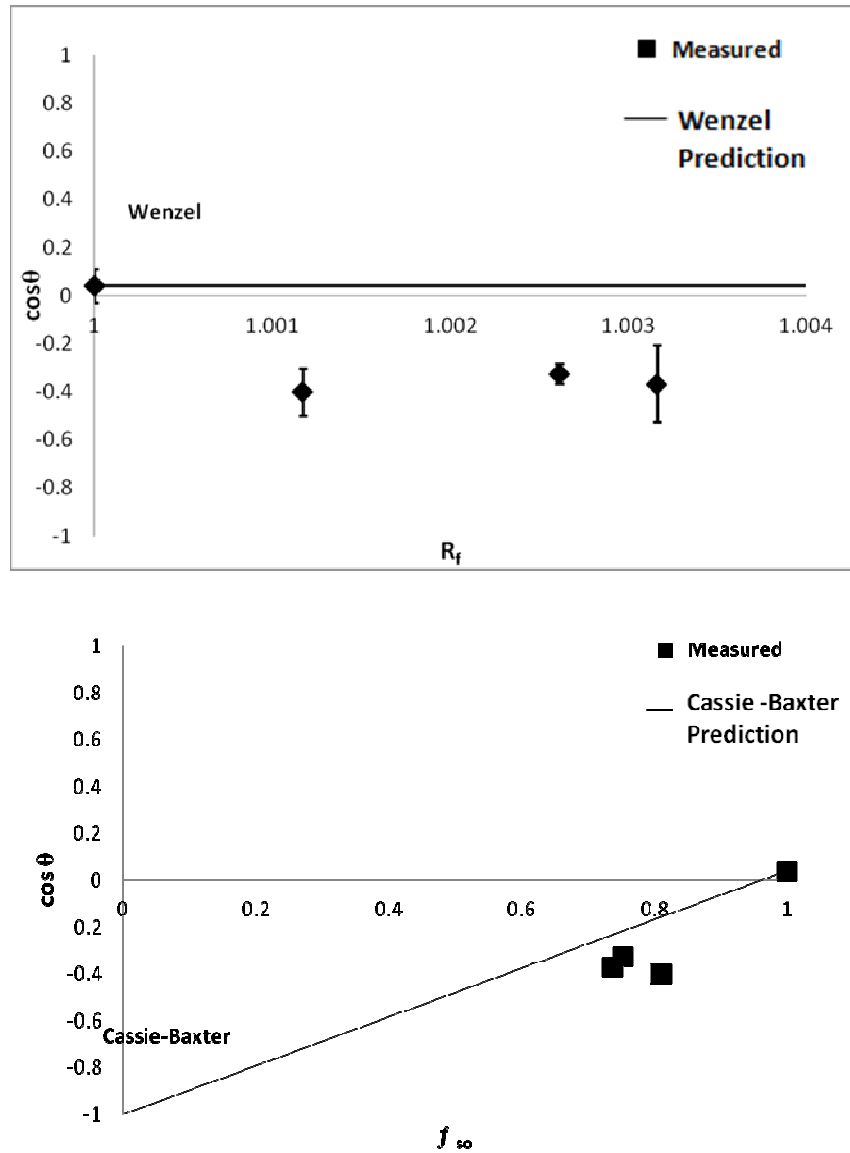 1
Measured
0.8
Wenzel
0.6
Prediction
0.4
Wenzel
0.2
cosθ
0
1
1.001
1.002
1.003
1.004
-0.2
-0.4
-0.6
-0.8
-1
Rf
1
Measured
0.8
Cassie -Baxter
0.6
Prediction
0.4
0.2
cos θ
0
0
0.2
0.4
0.6
0.8
1
0.2
-0.4
-0.6
Cassie-Baxter
-0.8
-1
f so